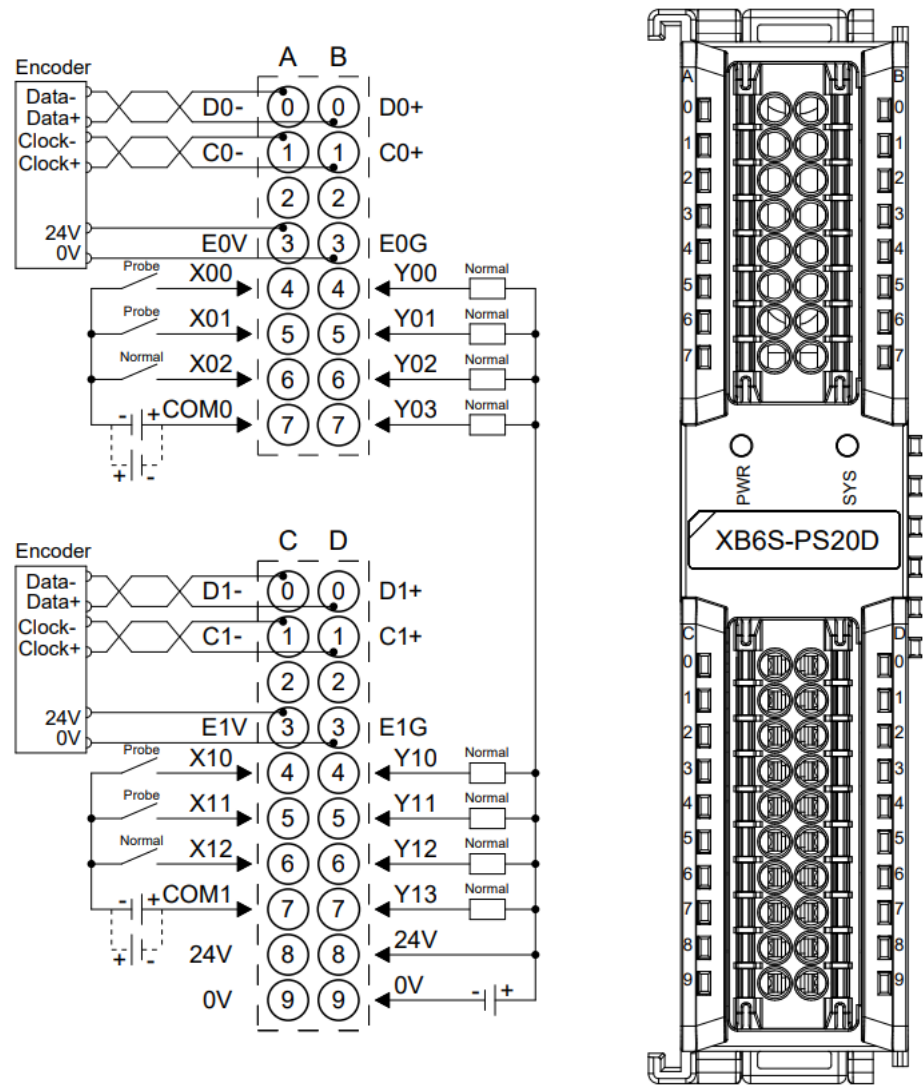 A B
Encoder
Data- D0- 0 0 D0+
Data+
Clock- C0- 1 1 C0+
Clock+
2 2
24V E0V 3 3 E0G
0V
Probe X00 4 4 Y00 Normal
Probe X01 5 5 Y01 Normal
Normal X02 6 6 Y02 Normal
- + COM0 7 7 Y03 Normal
+ -
C D
Encoder
Data- D1- 0 0 D1+
Data+
Clock- C1- 1 1 C1+
Clock+
2 2
24V E1V 3 3 E1G
0V
Probe X10 4 4 Y10 Normal
Probe X11 5 5 Y11 Normal
Normal X12 6 6 Y12 Normal
- + COM1 7 7 Y13 Normal
+ -
24V 8 8 24V
0V 9 9 0V - +
A B
0 0
1 1
2 2
3 3
4 4
5 5
6 6
7 7
PWR SYS
XB6S-PS20D
C D
0 0
1 1
2 2
3 3
4 4
5 5
6 6
7 7
8 8
9 9